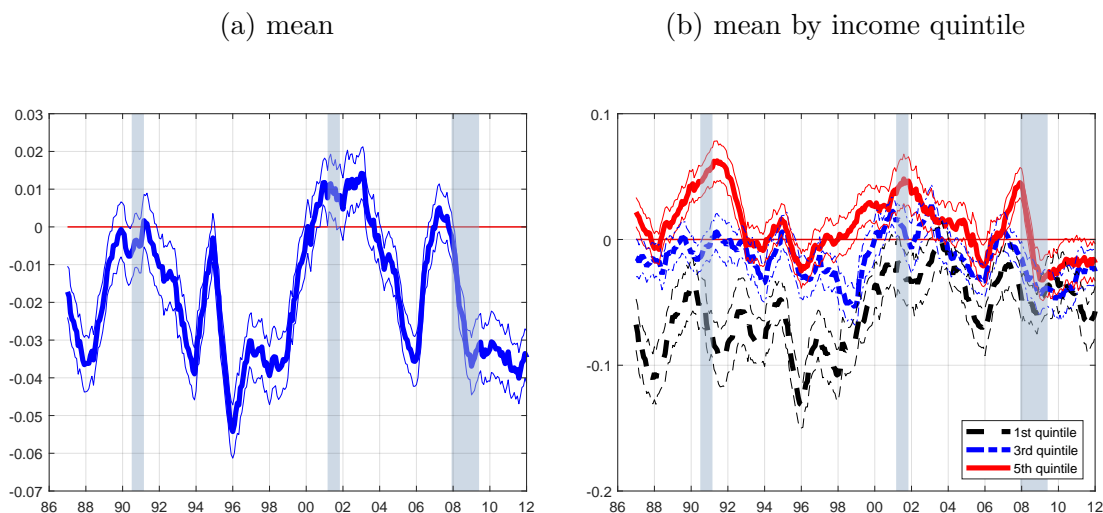 (a) mean
(b) mean by income quintile
0.03
0.02
0.01
0
-0.01
-0.02
-0.03
-0.04
-0.05
-0.06
-0.07
86 88 90 92 94 96 98 00 02 04 06 08 10 12
0.1
0
-0.1
-0.2
86 88 90 92 94 96 98 00 02 04 06 08 10 12
1st quintile
3rd quintile
5th quintile